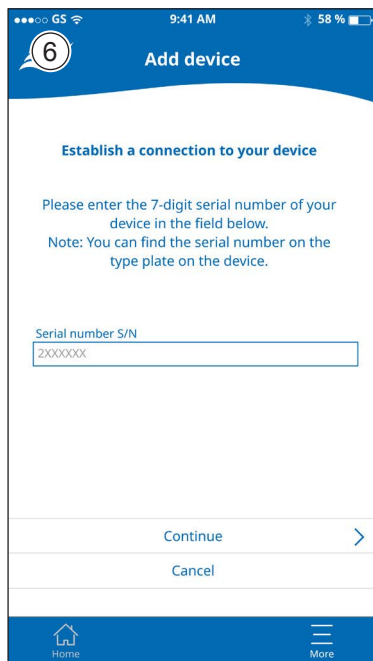 ●●●○○ GS 9:41 AM 58 %
6
Add device
Establish a connection to your device
Please enter the 7-digit serial number of your
device in the field below.
Note: You can find the serial number on the
type plate on the device.
Serial number S/N
2XXXXXX
Continue
Cancel
Home More